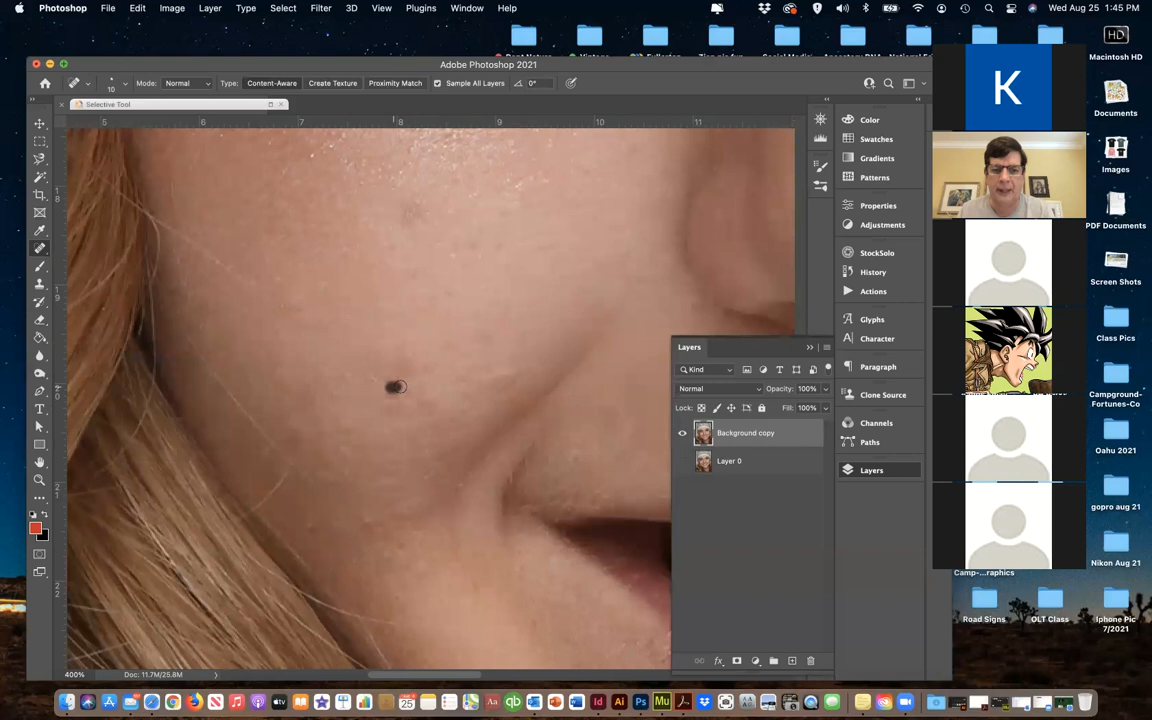 Photoshop File Edit Image Layer Type Select Filter 3D View Plugins Window Help Wed Aug 25 1:45 PM
Adobe Photoshop 2021
10 Mode: Normal Type: Content-Aware Create Texture Proximity Match Sample All Layers 0°
Selective Tool
5 6 7 8 9 10 11
Color
Swatches
Gradients
Patterns
Properties
Adjustments
StockSolo
History
Actions
Glyphs
Character
Paragraph
Clone Source
Channels
Paths
Layers
Layers
Kind
Normal Opacity: 100%
Lock: Fill: 100%
Background copy
Layer 0
400% Doc: 11.7M/25.8M
K
HD
Macintosh HD
Documents
Images
PDF Documents
Screen Shots
Class Pics
Campground-
Fortunes-Co
Oahu 2021
gopro aug 21
Nikon Aug 21
Camp-...raphics
Road Signs OLT Class Iphone Pic
7/2021